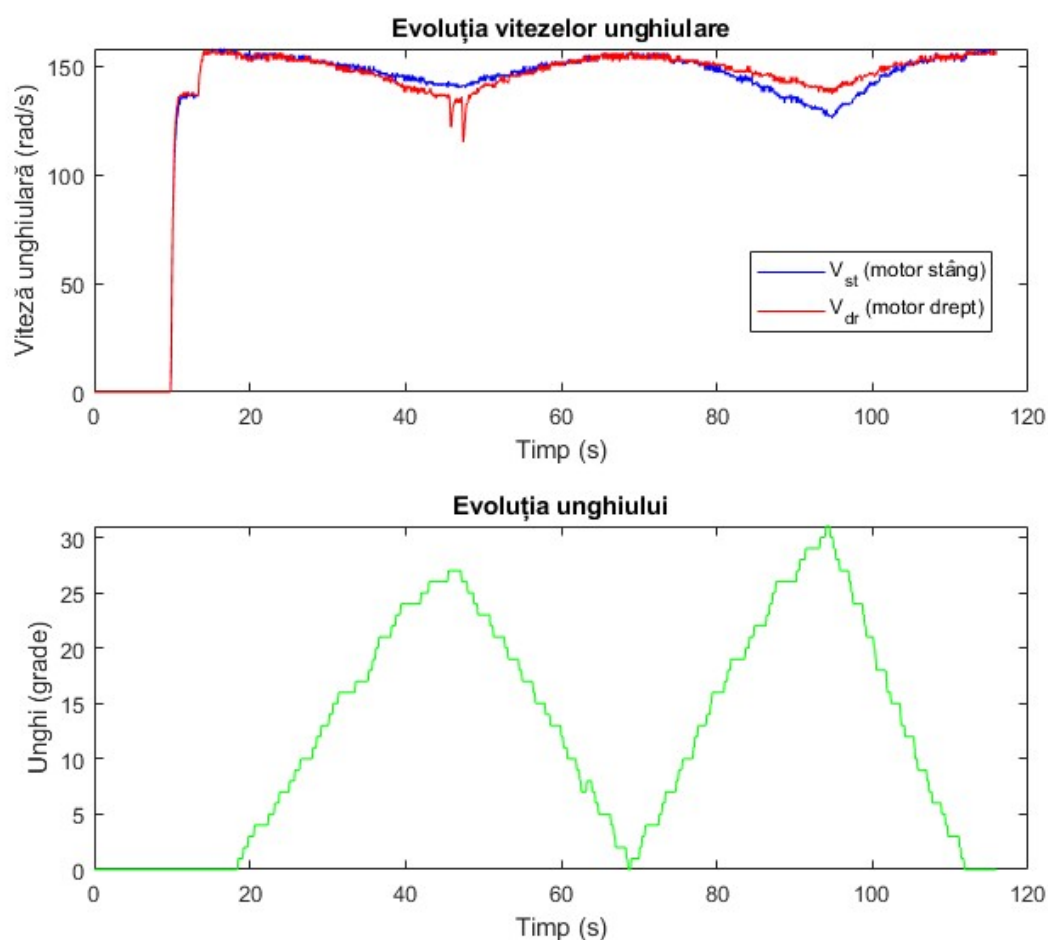 Evoluția vitezelor unghiulare
Viteză unghiulară (rad/s)
150
100
50
0
0 20 40 60 80 100 120
Timp (s)
V_st (motor stâng)
V_dr (motor drept)
Evoluția unghiului
Unghi (grade)
30
25
20
15
10
5
0
0 20 40 60 80 100 120
Timp (s)